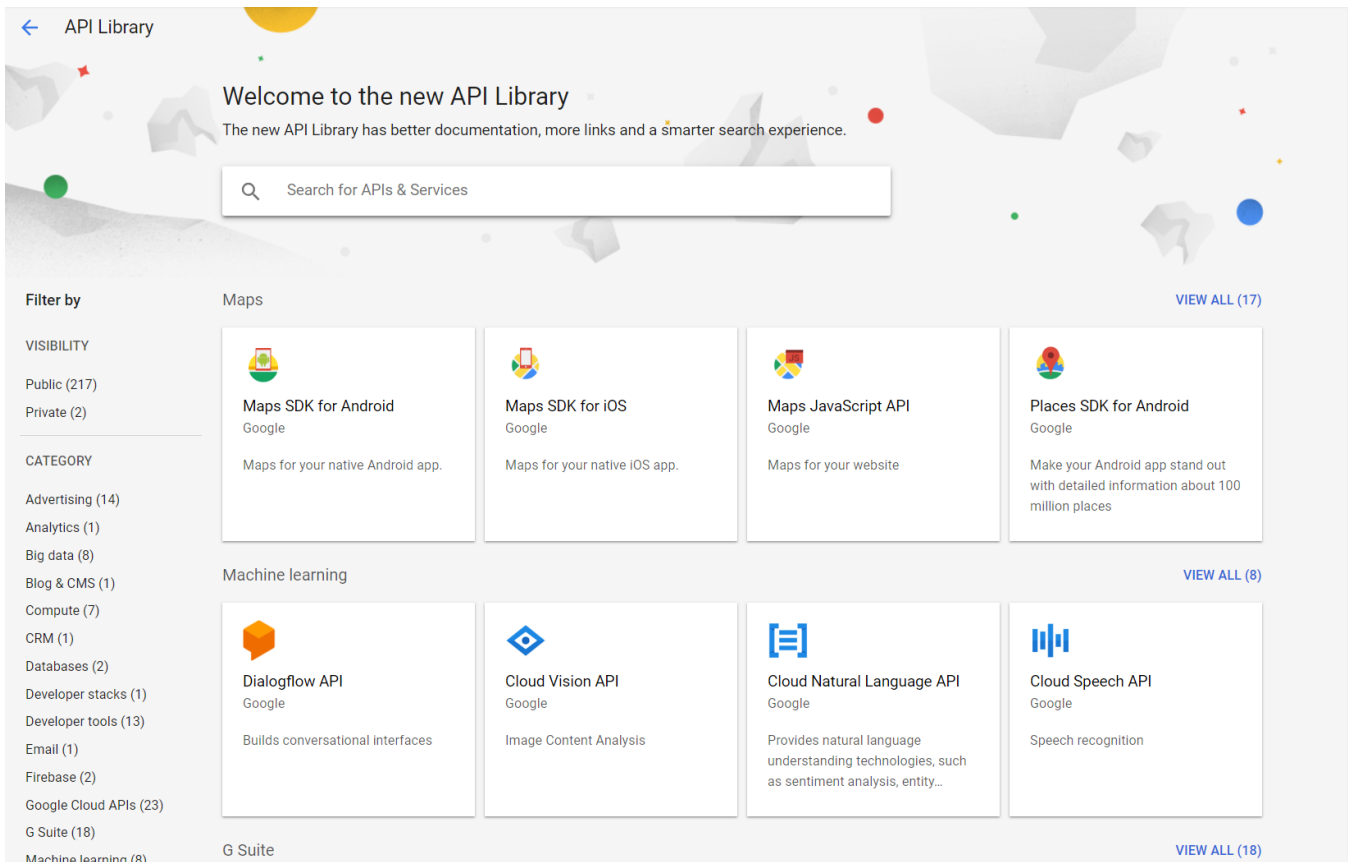 API Library
Welcome to the new API Library
The new API Library has better documentation, more links and a smarter search experience.
Search for APIs & Services
Filter by
VISIBILITY
Public (217)
Private (2)
CATEGORY
Advertising (14)
Analytics (1)
Big data (8)
Blog & CMS (1)
Compute (7)
CRM (1)
Databases (2)
Developer stacks (1)
Developer tools (13)
Email (1)
Firebase (2)
Google Cloud APIs (23)
G Suite (18)
Machine learning (8)
Maps
VIEW ALL (17)
Maps SDK for Android
Google
Maps for your native Android app.
Maps SDK for iOS
Google
Maps for your native iOS app.
JS
Maps JavaScript API
Google
Maps for your website
Places SDK for Android
Google
Make your Android app stand out
with detailed information about 100
million places
Machine learning
VIEW ALL (8)
Dialogflow API
Google
Builds conversational interfaces
Cloud Vision API
Google
Image Content Analysis
Cloud Natural Language API
Google
Provides natural language
understanding technologies, such
as sentiment analysis, entity...
Cloud Speech API
Google
Speech recognition
G Suite
VIEW ALL (18)